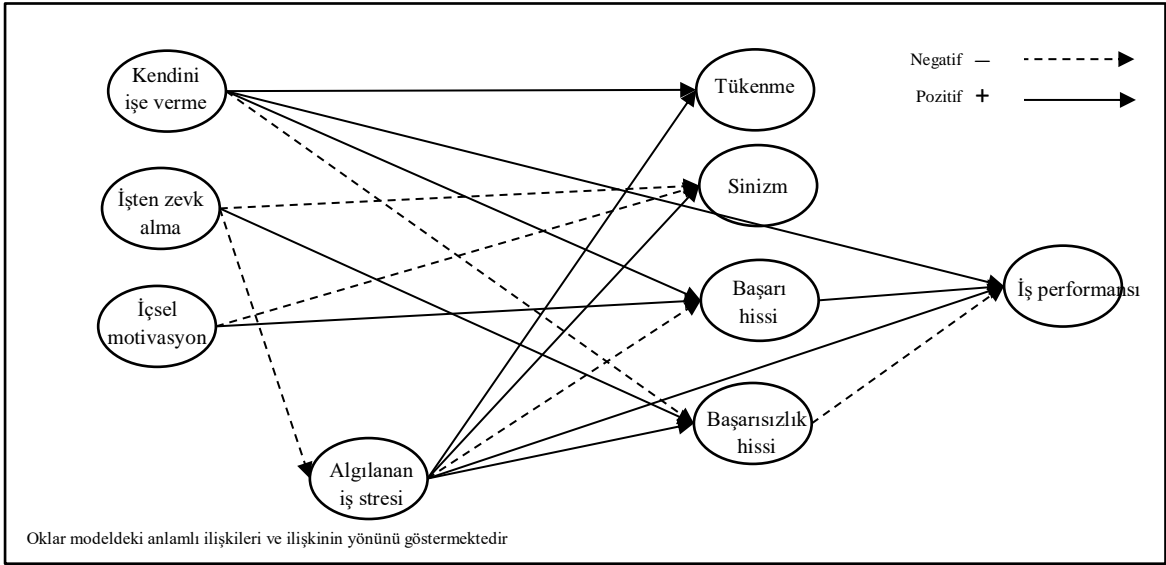 Kendini
işe verme
Tükenme
Negatif –
Pozitif +
İşten zevk
alma
Sinizm
İçsel
motivasyon
Başarı
hissi
İş performansı
Başarısızlık
hissi
Algılanan
iş stresi
Oklar modeldeki anlamlı ilişkileri ve ilişkinin yönünü göstermektedir